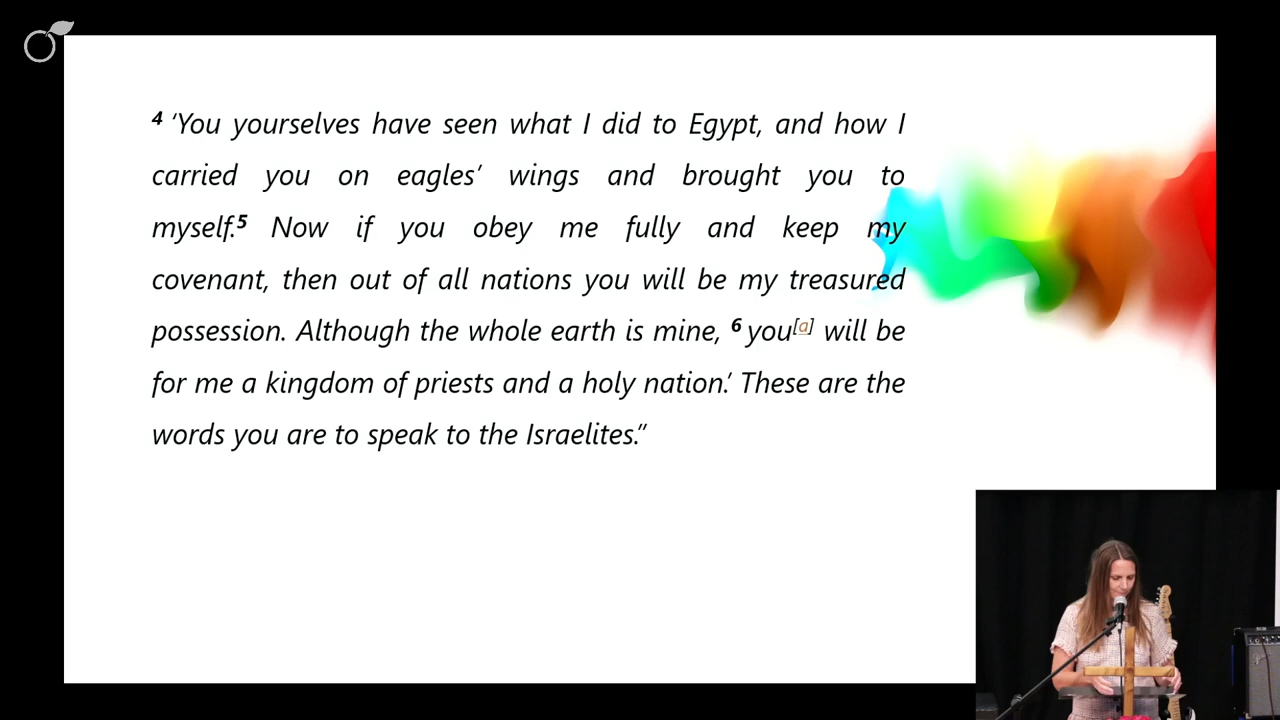 4 ‘You yourselves have seen what I did to Egypt, and how I
carried you on eagles’ wings and brought you to
myself.5 Now if you obey me fully and keep my
covenant, then out of all nations you will be my treasured
possession. Although the whole earth is mine, 6 you[a] will be
for me a kingdom of priests and a holy nation.’ These are the
words you are to speak to the Israelites.”